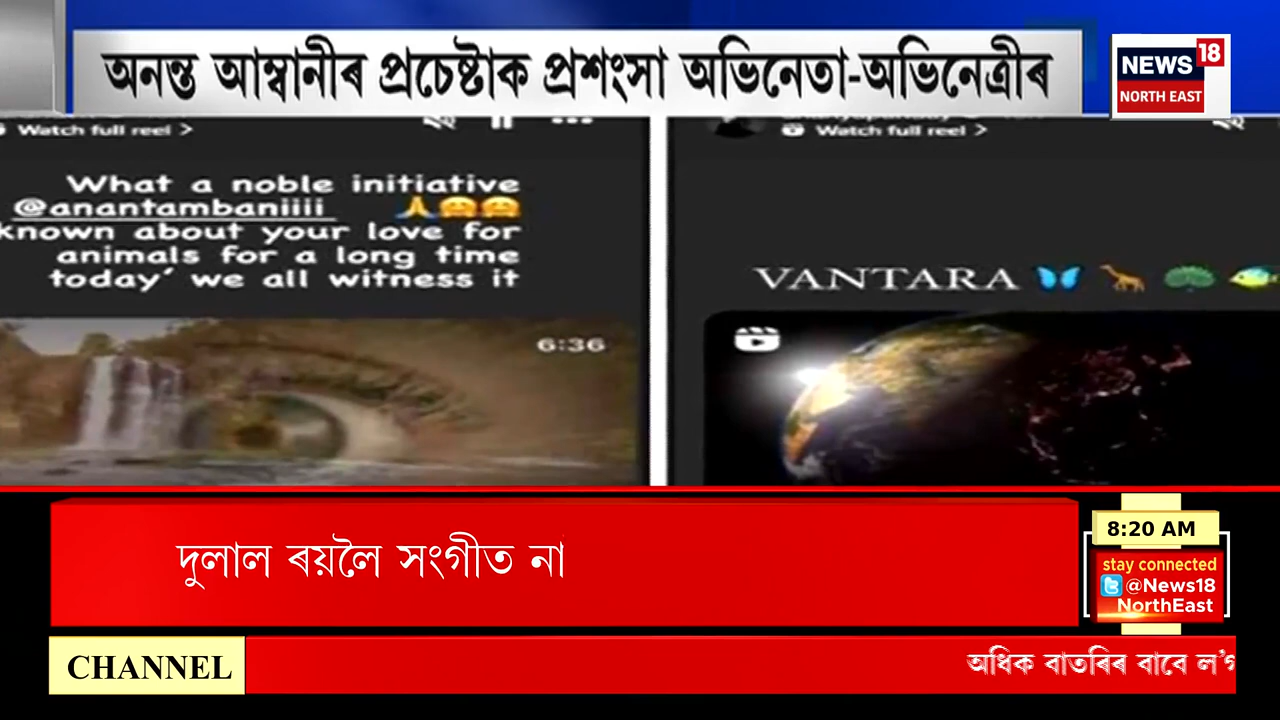 অনন্ত আম্বানীৰ প্ৰচেষ্টাক প্ৰশংসা অভিনেতা-অভিনেত্ৰীৰ
NEWS 18
NORTH EAST
Watch full reel >
What a noble initiative
@anantambaniiii 🙏🤗🤗
known about your love for
animals for a long time
today' we all witness it
6:36
Watch full reel >
VANTARA 🦋🦒🌳🐠
দুলাল ৰয়লৈ সংগীত না
8:20 AM
stay connected
@News18
NorthEast
CHANNEL
অধিক বাতৰিৰ বাবে ল'গ